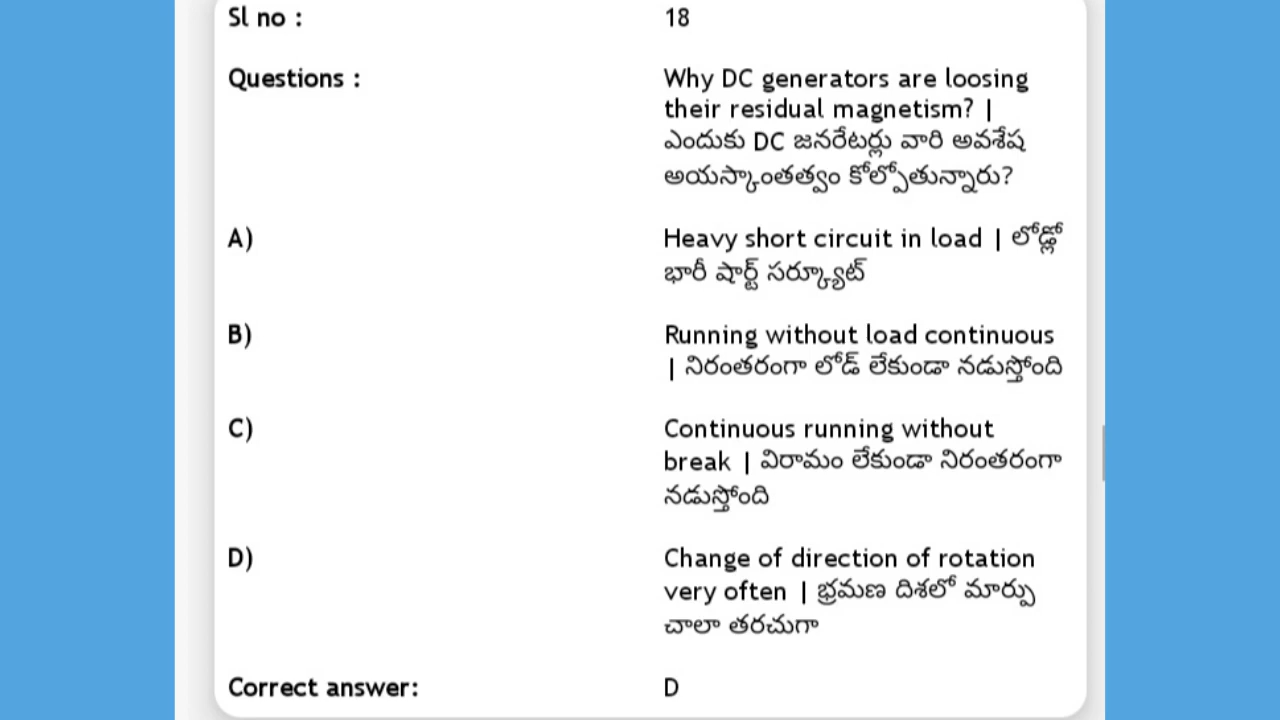 Sl no : 18
Questions : Why DC generators are loosing
their residual magnetism? |
ఎందుకు DC జనరేటర్లు వారి అవశేష
అయస్కాంతత్వం కోల్పోతున్నారు?
A) Heavy short circuit in load | లోడ్లో
భారీ షార్ట్ సర్క్యూట్
B) Running without load continuous
| నిరంతరంగా లోడ్ లేకుండా నడుస్తోంది
C) Continuous running without
break | విరామం లేకుండా నిరంతరంగా
నడుస్తోంది
D) Change of direction of rotation
very often | భ్రమణ దిశలో మార్పు
చాలా తరచుగా
Correct answer: D